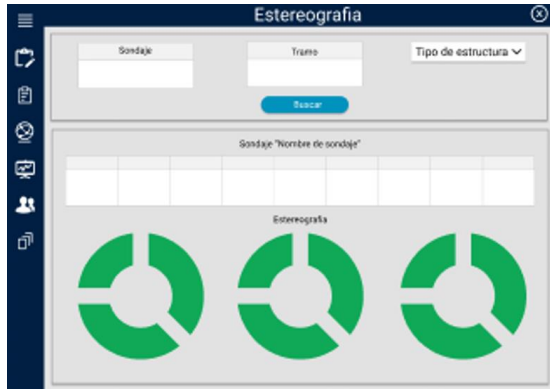 Estereografia
Sondaje
Tramo
Tipo de estructura
Buscar
Sondaje "Nombre de sondaje"
Estereografia